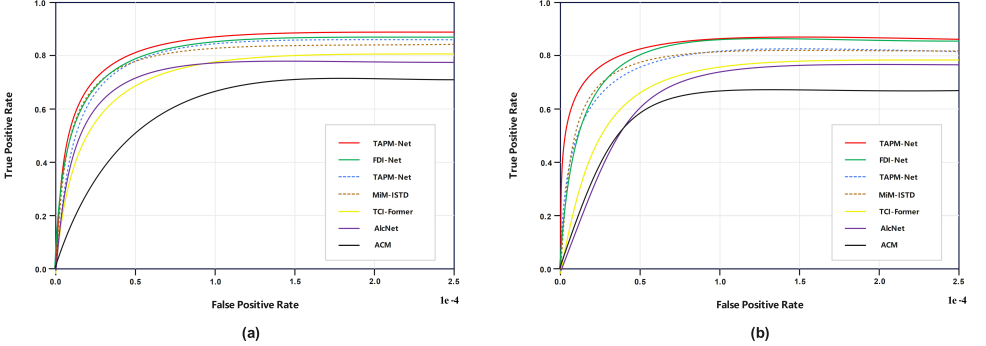 1.0
0.8
0.6
0.4
0.2
0.0
True Positive Rate
TAPM-Net
FDI-Net
TAPM-Net
MiM-ISTD
TCI-Former
AlcNet
ACM
0.0 0.5 1.0 1.5 2.0 2.5
False Positive Rate
1e-4
(a)
1.0
0.8
0.6
0.4
0.2
0.0
True Positive Rate
TAPM-Net
FDI-Net
TAPM-Net
MiM-ISTD
TCI-Former
AlcNet
ACM
0.0 0.5 1.0 1.5 2.0 2.5
False Positive Rate
1e-4
(b)